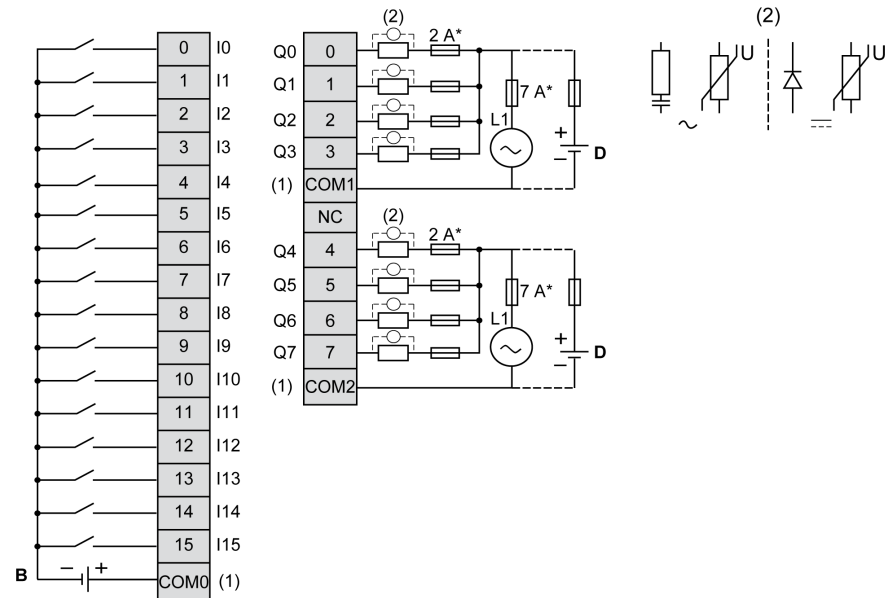 0 I0
1 I1
2 I2
3 I3
4 I4
5 I5
6 I6
7 I7
8 I8
9 I9
10 I10
11 I11
12 I12
13 I13
14 I14
15 I15
B − + COM0 (1)
(2)
Q0 0 2 A*
Q1 1 7 A*
Q2 2 L1
Q3 3 + − D
(1) COM1
NC
(2)
Q4 4 2 A*
Q5 5 7 A*
Q6 6 L1
Q7 7 + − D
(1) COM2
(2)
U U